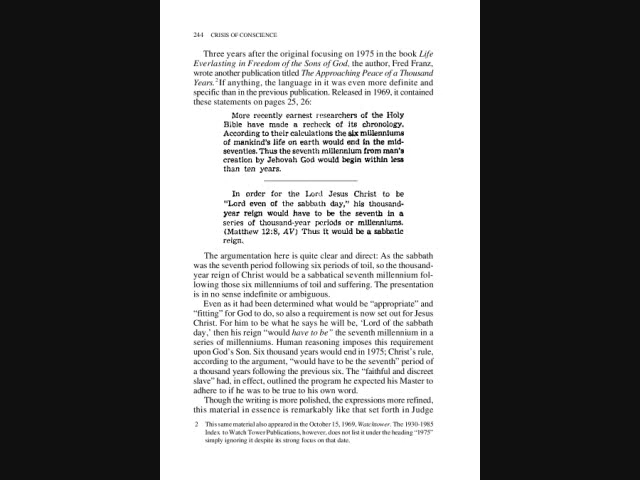 244 CRISIS OF CONSCIENCE
Three years after the original focusing on 1975 in the book Life
Everlasting in Freedom of the Sons of God, the author, Fred Franz,
wrote another publication titled The Approaching Peace of a Thousand
Years.2 If anything, the language in it was even more definite and
specific than in the previous publication. Released in 1969, it contained
these statements on pages 25, 26:
More recently earnest researchers of the Holy
Bible have made a recheck of its chronology.
According to their calculations the six millenniums
of mankind's life on earth would end in the mid-
seventies. Thus the seventh millennium from man's
creation by Jehovah God would begin within less
than ten years.
In order for the Lord Jesus Christ to be
"Lord even of the sabbath day," his thousand-
year reign would have to be the seventh in a
series of thousand-year periods or millenniums.
(Matthew 12:8, AV) Thus it would be a sabbatic
reign.
The argumentation here is quite clear and direct: As the sabbath
was the seventh period following six periods of toil, so the thousand-
year reign of Christ would be a sabbatical seventh millennium fol-
lowing those six millenniums of toil and suffering. The presentation
is in no sense indefinite or ambiguous.
Even as it had been determined what would be "appropriate" and
"fitting" for God to do, so also a requirement is now set out for Jesus
Christ. For him to be what he says he will be, 'Lord of the sabbath
day,' then his reign "would have to be" the seventh millennium in a
series of millenniums. Human reasoning imposes this requirement
upon God's Son. Six thousand years would end in 1975; Christ's rule,
according to the argument, "would have to be the seventh" period of
a thousand years following the previous six. The "faithful and discreet
slave" had, in effect, outlined the program he expected his Master to
adhere to if he was to be true to his own word.
Though the writing is more polished, the expressions more refined,
this material in essence is remarkably like that set forth in Judge
2 This same material also appeared in the October 15, 1969, Watchtower. The 1930-1985
Index to Watch Tower Publications, however, does not list it under the heading "1975"
simply ignoring it despite its strong focus on that date.